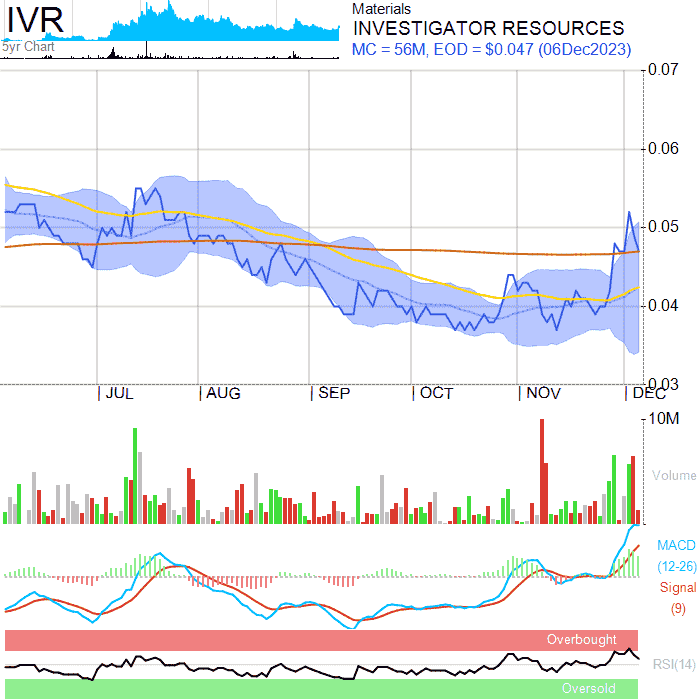 IVR
5yr Chart
Materials
INVESTIGATOR RESOURCES
MC = 56M, EOD = $0.047 (06Dec2023)
0.07
0.06
0.05
0.04
0.03
JUL AUG SEP OCT NOV DEC
10M
Volume
MACD
(12-26)
Signal
(9)
Overbought
RSI(14)
Oversold